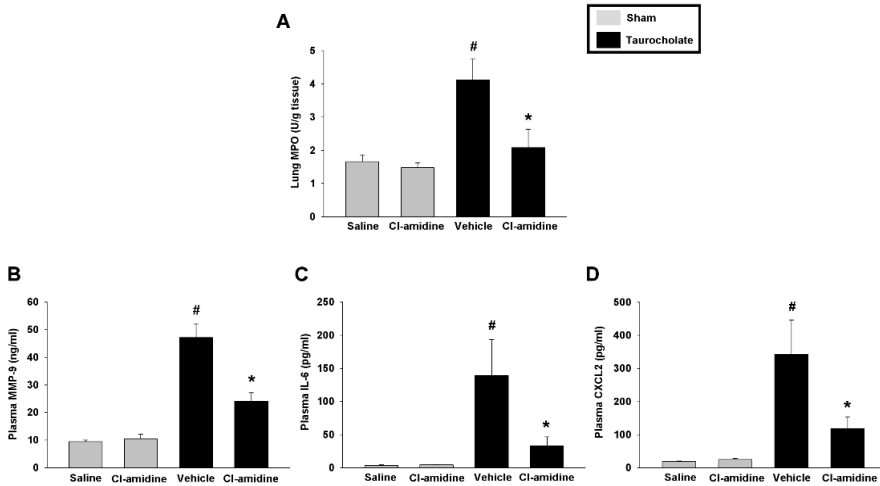 Sham
Taurocholate
A
Lung MPO (U/g tissue)
5
4
3
2
1
0
#
*
Saline Cl-amidine Vehicle Cl-amidine
B
Plasma MMP-9 (ng/ml)
60
50
40
30
20
10
0
#
*
Saline Cl-amidine Vehicle Cl-amidine
C
Plasma IL-6 (pg/ml)
250
200
150
100
50
0
#
*
Saline Cl-amidine Vehicle Cl-amidine
D
Plasma CXCL2 (pg/ml)
500
400
300
200
100
0
#
*
Saline Cl-amidine Vehicle Cl-amidine